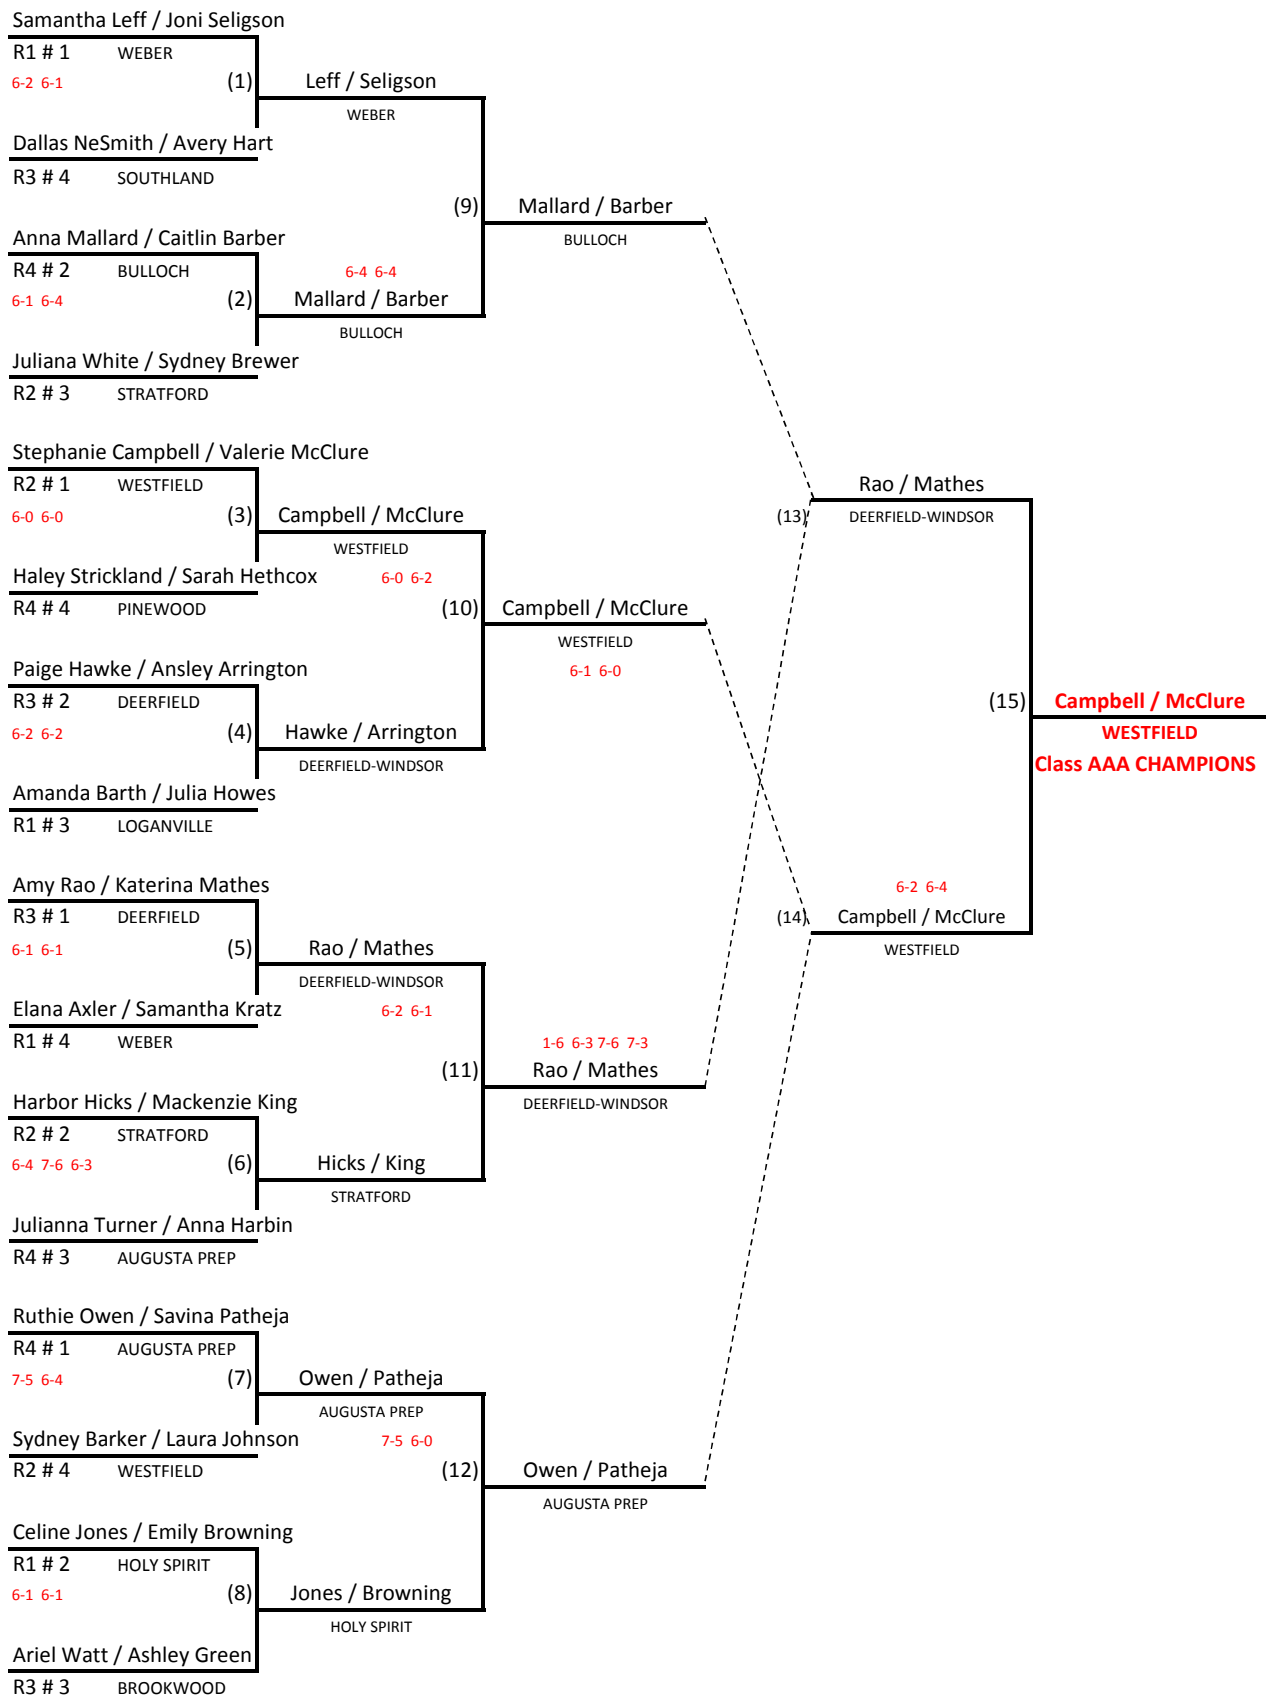 Samantha Leff / Joni Seligson
R1 # 1 WEBER
6-2 6-1 (1) Leff / Seligson
WEBER
Dallas NeSmith / Avery Hart
R3 # 4 SOUTHLAND
(9) Mallard / Barber
BULLOCH
Anna Mallard / Caitlin Barber
R4 # 2 BULLOCH 6-4 6-4
6-1 6-4 (2) Mallard / Barber
BULLOCH
Juliana White / Sydney Brewer
R2 # 3 STRATFORD
Stephanie Campbell / Valerie McClure
R2 # 1 WESTFIELD Rao / Mathes
6-0 6-0 (3) Campbell / McClure (13) DEERFIELD-WINDSOR
WESTFIELD
Haley Strickland / Sarah Hethcox 6-0 6-2
R4 # 4 PINEWOOD (10) Campbell / McClure
WESTFIELD
Paige Hawke / Ansley Arrington 6-1 6-0
R3 # 2 DEERFIELD (15) Campbell / McClure
6-2 6-2 (4) Hawke / Arrington WESTFIELD
DEERFIELD-WINDSOR Class AAA CHAMPIONS
Amanda Barth / Julia Howes
R1 # 3 LOGANVILLE
Amy Rao / Katerina Mathes 6-2 6-4
R3 # 1 DEERFIELD (14) Campbell / McClure
6-1 6-1 (5) Rao / Mathes WESTFIELD
DEERFIELD-WINDSOR
Elana Axler / Samantha Kratz 6-2 6-1
R1 # 4 WEBER 1-6 6-3 7-6 7-3
(11) Rao / Mathes
DEERFIELD-WINDSOR
Harbor Hicks / Mackenzie King
R2 # 2 STRATFORD
6-4 7-6 6-3 (6) Hicks / King
STRATFORD
Julianna Turner / Anna Harbin
R4 # 3 AUGUSTA PREP
Ruthie Owen / Savina Patheja
R4 # 1 AUGUSTA PREP
7-5 6-4 (7) Owen / Patheja
AUGUSTA PREP
Sydney Barker / Laura Johnson 7-5 6-0
R2 # 4 WESTFIELD (12) Owen / Patheja
AUGUSTA PREP
Celine Jones / Emily Browning
R1 # 2 HOLY SPIRIT
6-1 6-1 (8) Jones / Browning
HOLY SPIRIT
Ariel Watt / Ashley Green
R3 # 3 BROOKWOOD